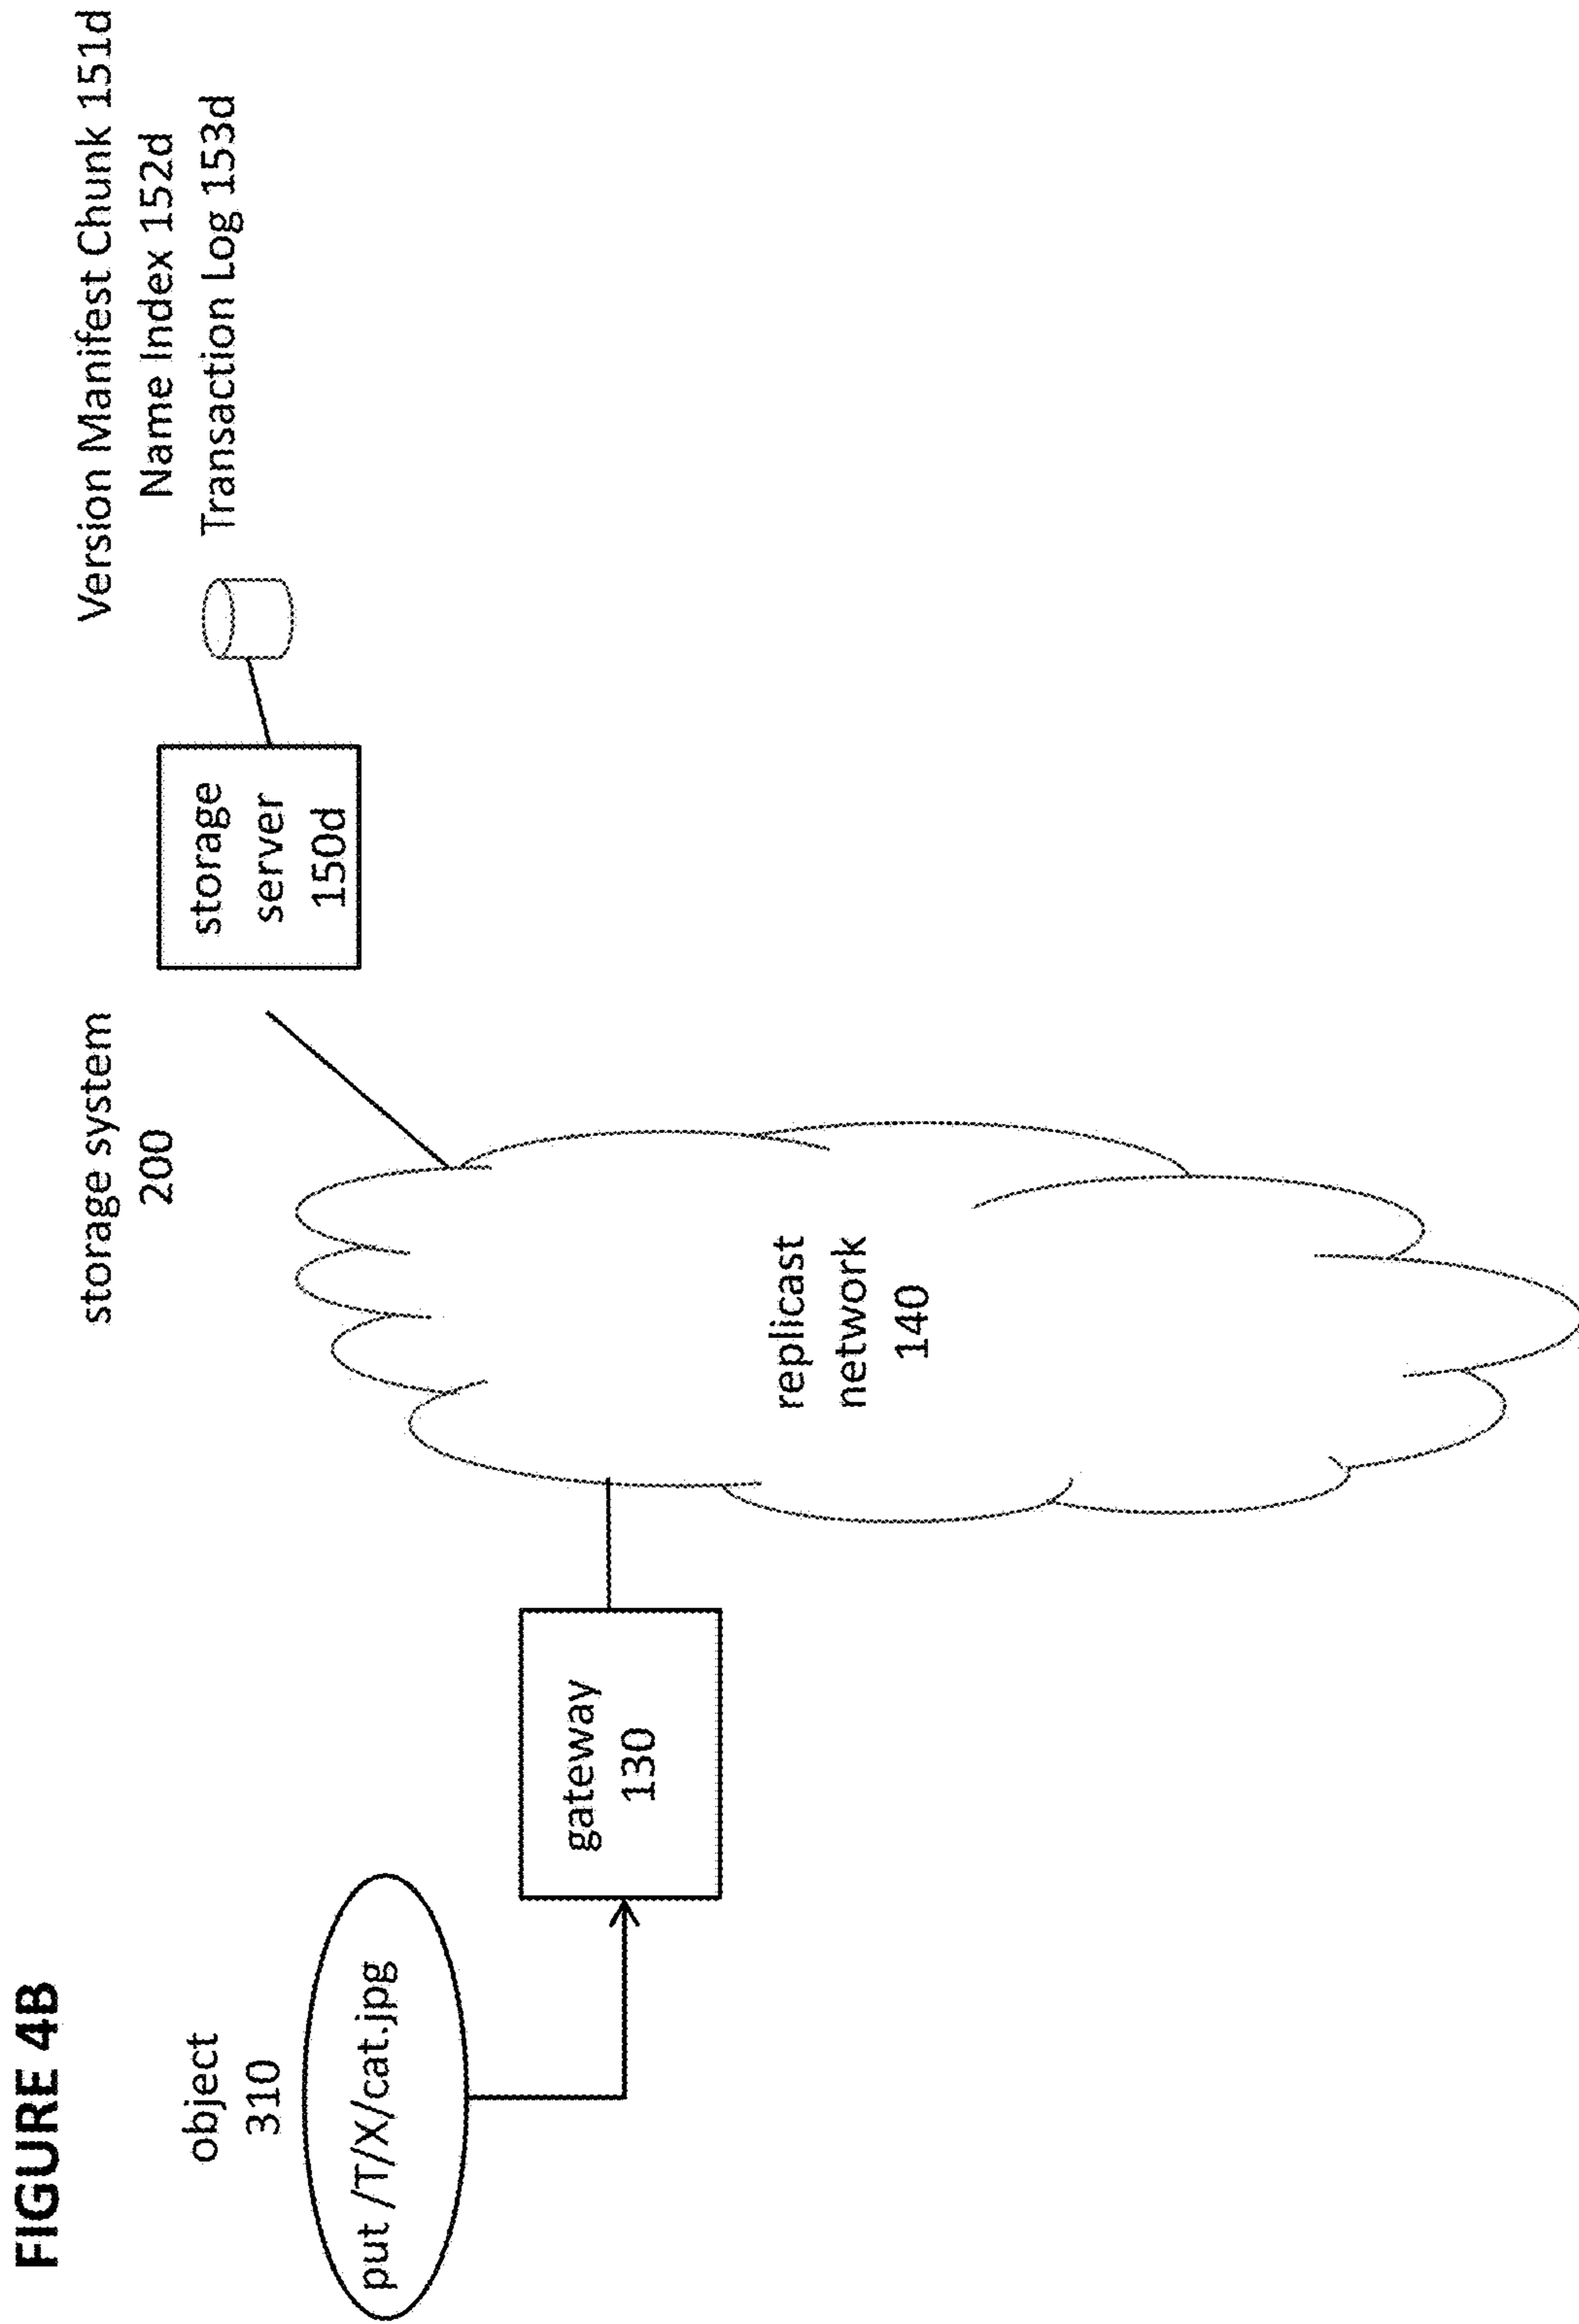 FIGURE 4B
object
310
put /T/X/cat.jpg
gateway
130
replicast
network
140
storage system
200
storage
server
150d
Version Manifest Chunk 151d
Name Index 152d
Transaction Log 153d